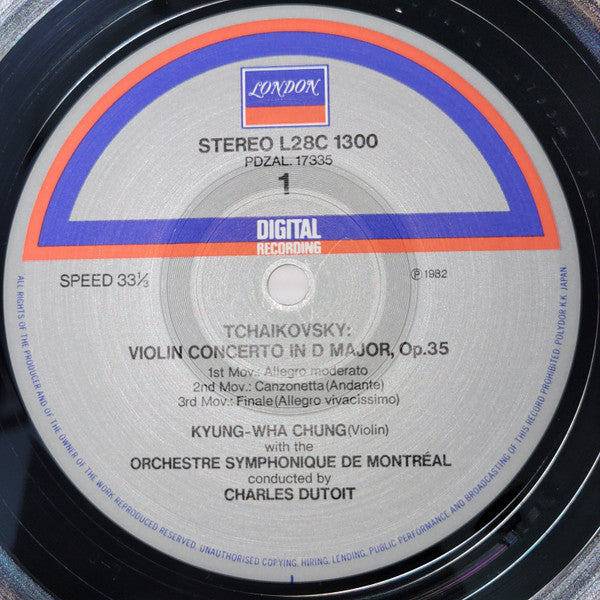 LONDON
STEREO L28C 1300
PDZAL. 17335
1
DIGITAL
RECORDING
SPEED 33⅓
Ⓟ1982
TCHAIKOVSKY:
VIOLIN CONCERTO IN D MAJOR, Op.35
1st Mov.: Allegro moderato
2nd Mov.: Canzonetta(Andante)
3rd Mov.: Finale(Allegro vivacissimo)
KYUNG-WHA CHUNG(Violin)
with the
ORCHESTRE SYMPHONIQUE DE MONTRÉAL
conducted by
CHARLES DUTOIT
ALL RIGHTS OF THE PRODUCER AND OF THE OWNER OF THE WORK REPRODUCED RESERVED. UNAUTHORISED COPYING, HIRING, LENDING, PUBLIC PERFORMANCE AND BROADCASTING OF THIS RECORD PROHIBITED. POLYDOR K.K. JAPAN.